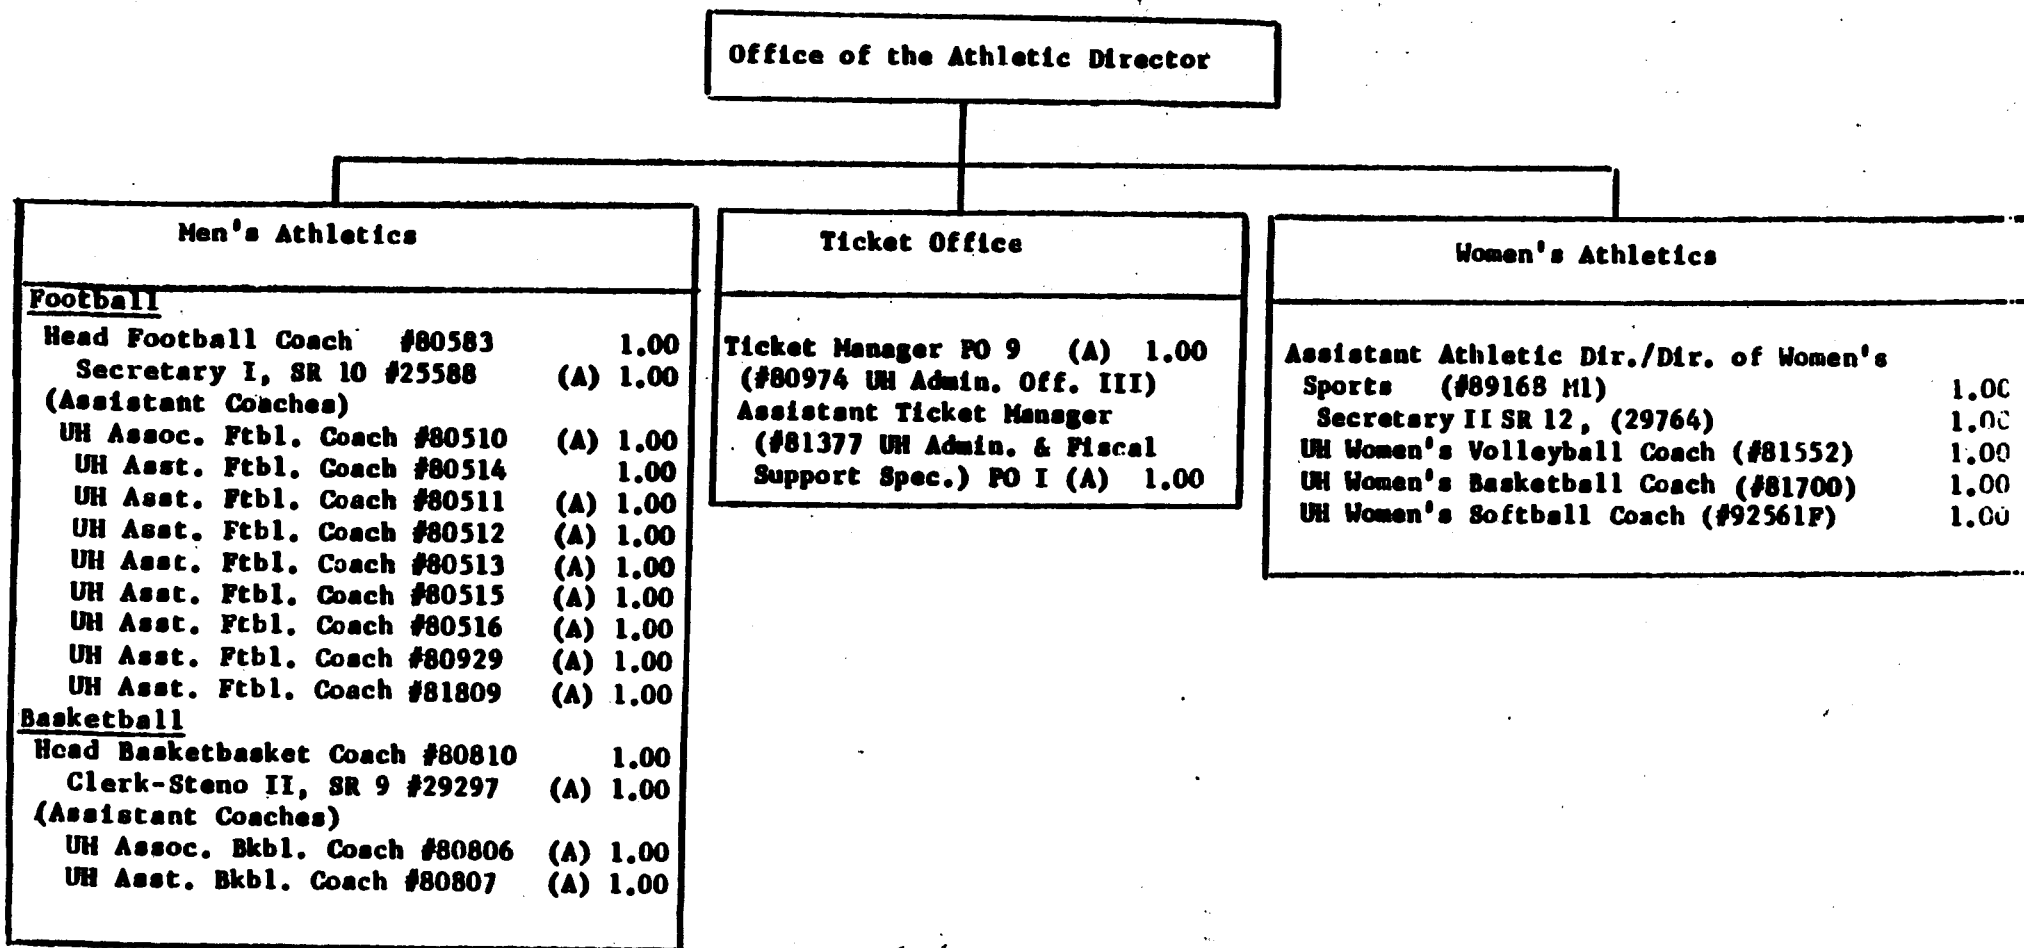 Office of the Athletic Director
Men's Athletics
Football
Head Football Coach #80583 1.00
Secretary I, SR 10 #25588 (A) 1.00
(Assistant Coaches)
UH Assoc. Ftbl. Coach #80510 (A) 1.00
UH Asst. Ftbl. Coach #80514 1.00
UH Asst. Ftbl. Coach #80511 (A) 1.00
UH Asst. Ftbl. Coach #80512 (A) 1.00
UH Asst. Ftbl. Coach #80513 (A) 1.00
UH Asst. Ftbl. Coach #80515 (A) 1.00
UH Asst. Ftbl. Coach #80516 (A) 1.00
UH Asst. Ftbl. Coach #80929 (A) 1.00
UH Asst. Ftbl. Coach #81809 (A) 1.00
Basketball
Head Basketbasket Coach #80810 1.00
Clerk-Steno II, SR 9 #29297 (A) 1.00
(Assistant Coaches)
UH Assoc. Bkbl. Coach #80806 (A) 1.00
UH Asst. Bkbl. Coach #80807 (A) 1.00
Ticket Office
Ticket Manager PO 9 (A) 1.00
(#80974 UH Admin. Off. III)
Assistant Ticket Manager
(#81377 UH Admin. & Fiscal
Support Spec.) PO I (A) 1.00
Women's Athletics
Assistant Athletic Dir./Dir. of Women's
Sports (#89168 M1) 1.00
Secretary II SR 12, (29764) 1.00
UH Women's Volleyball Coach (#81552) 1.00
UH Women's Basketball Coach (#81700) 1.00
UH Women's Softball Coach (#92561F) 1.00